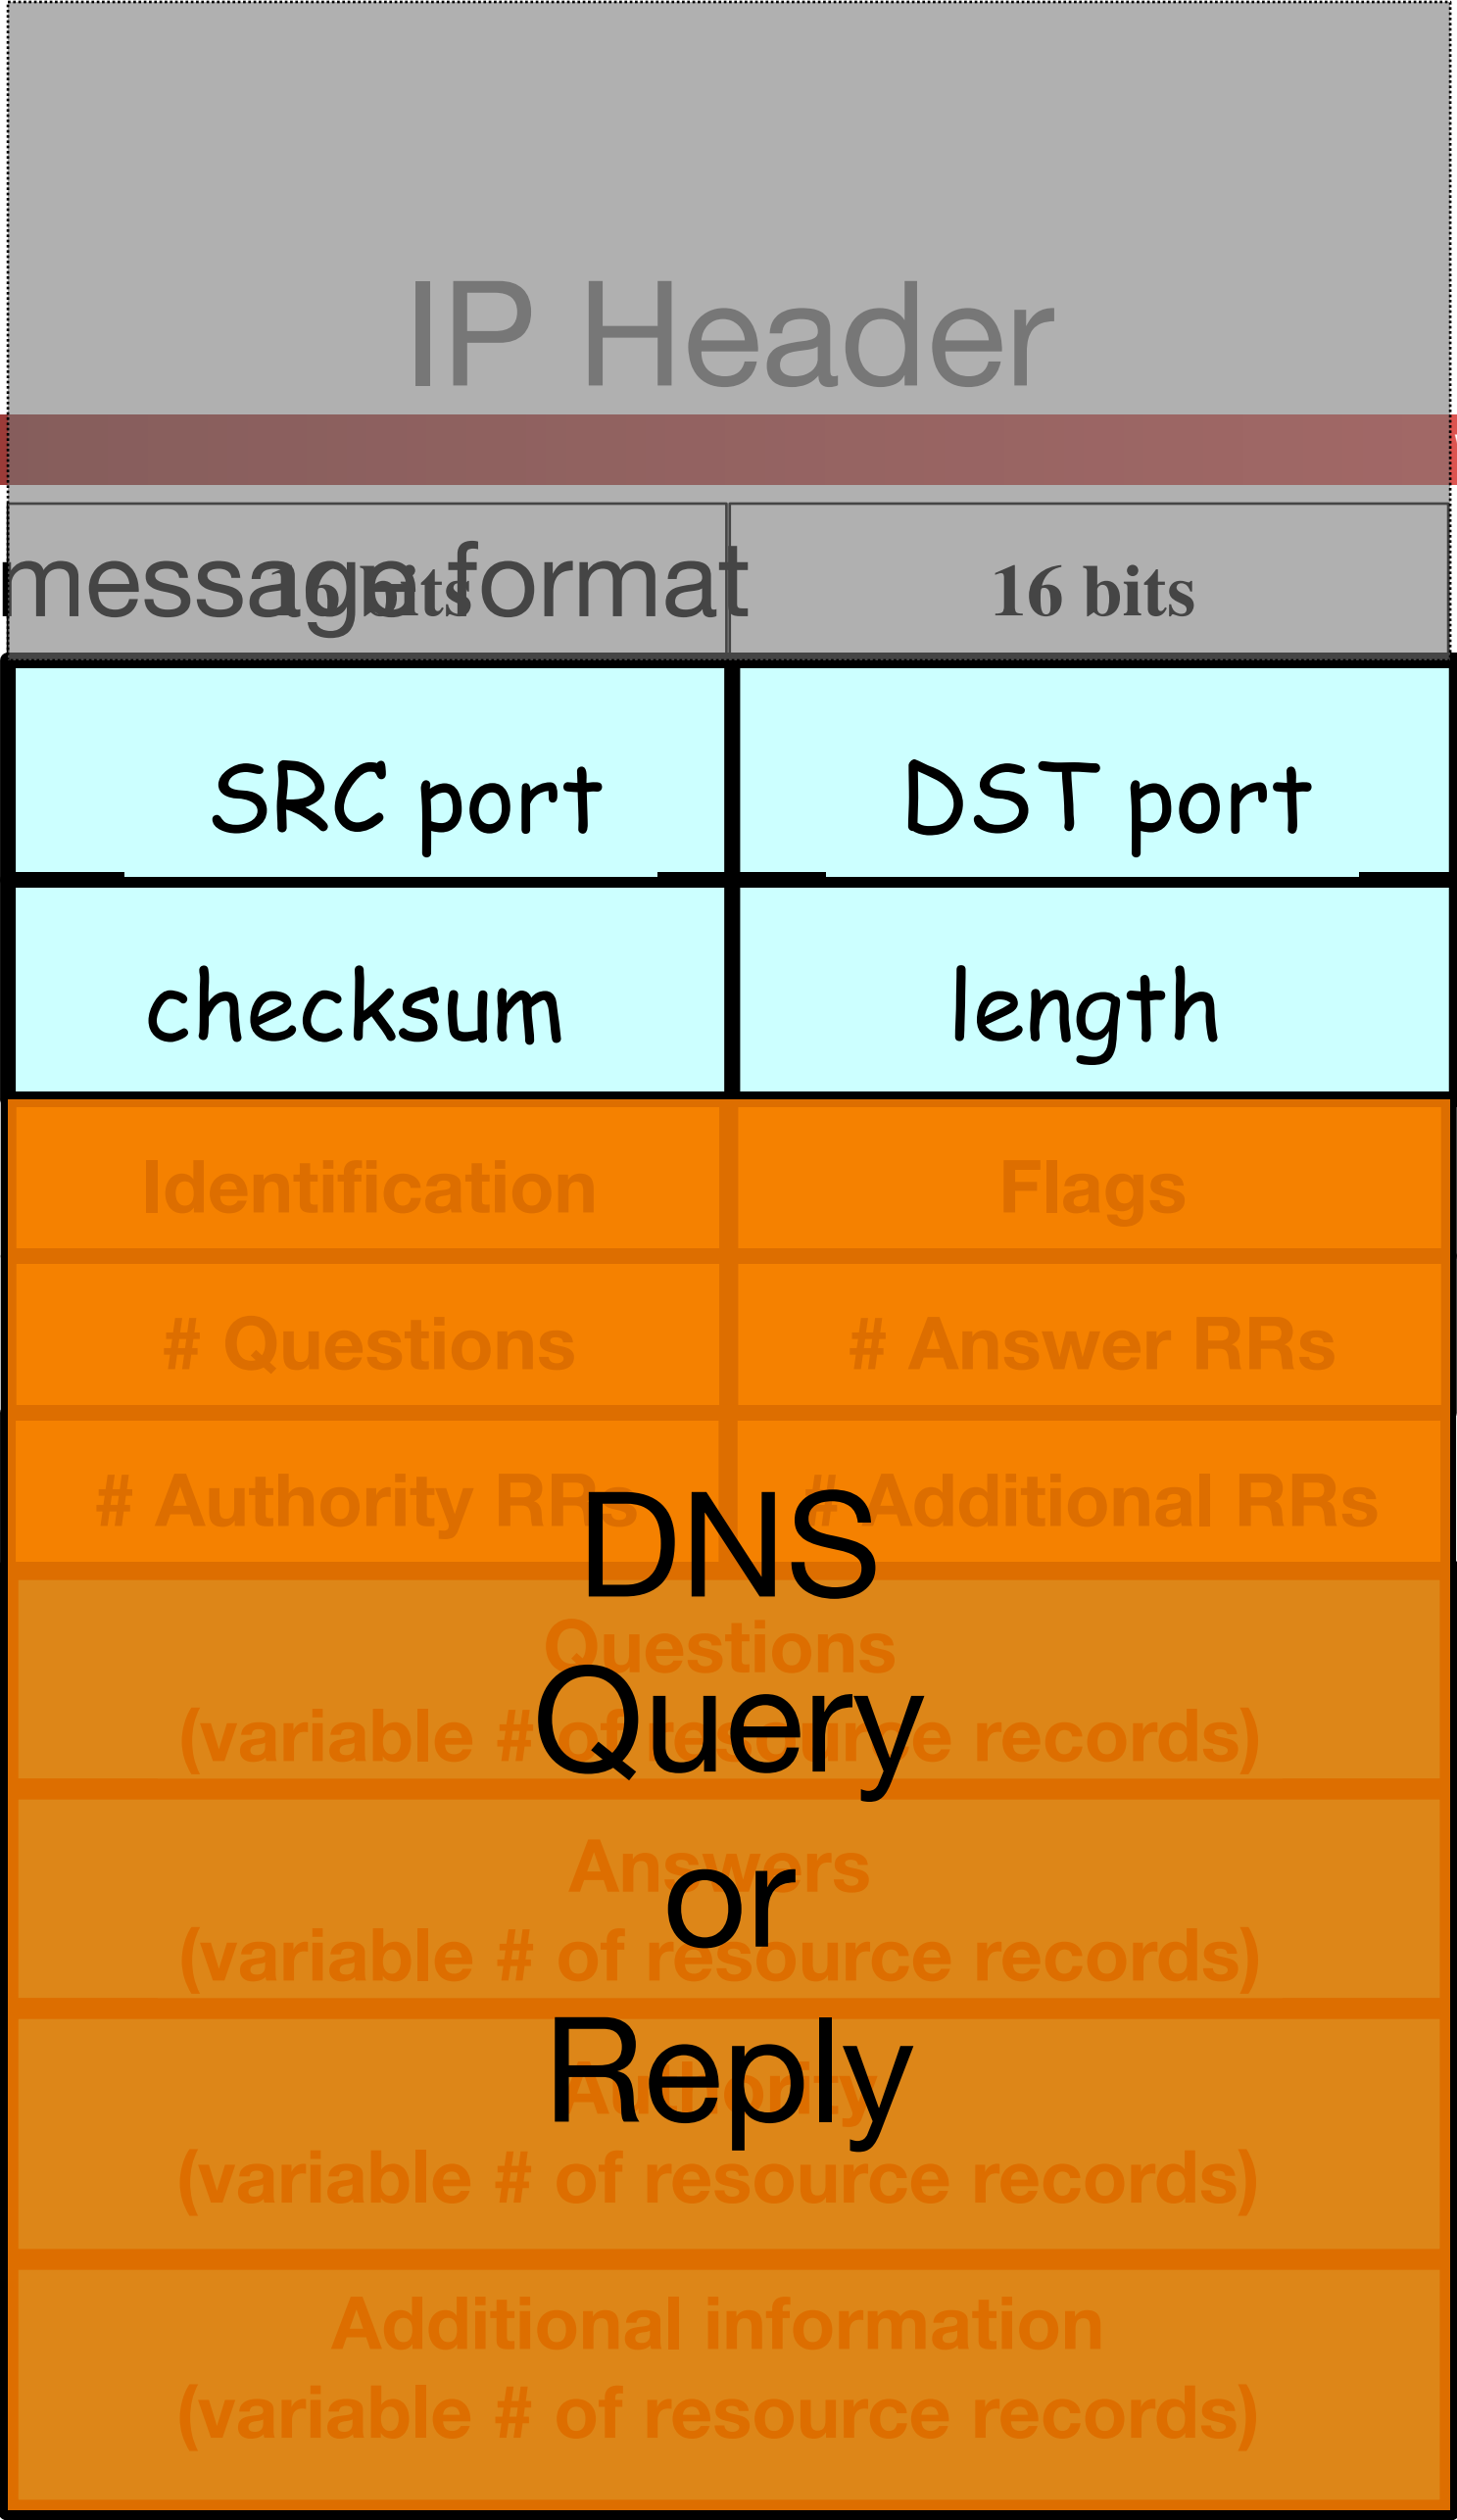 IP Header
message format
16 bits 16 bits
SRC port DST port
checksum length
Identification Flags
# Questions # Answer RRs
# Authority RRs # Additional RRs
DNS
Questions
Query
(variable # of resource records)
Answers
or
(variable # of resource records)
Reply
Authority
(variable # of resource records)
Additional information
(variable # of resource records)